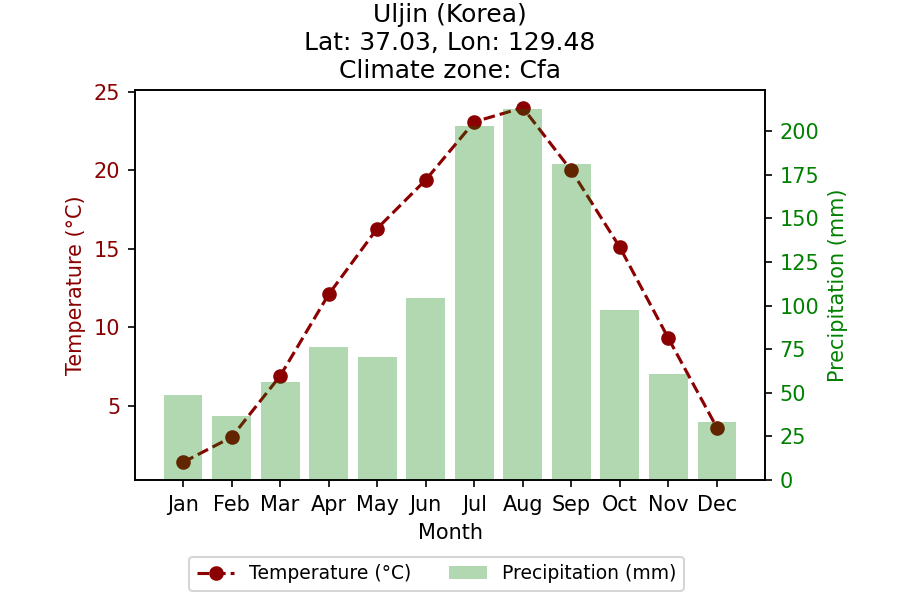 Uljin (Korea)
Lat: 37.03, Lon: 129.48
Climate zone: Cfa
25
20
15
10
5
Temperature (°C)
200
175
150
125
100
75
50
25
0
Precipitation (mm)
Jan Feb Mar Apr May Jun Jul Aug Sep Oct Nov Dec
Month
Temperature (°C) Precipitation (mm)